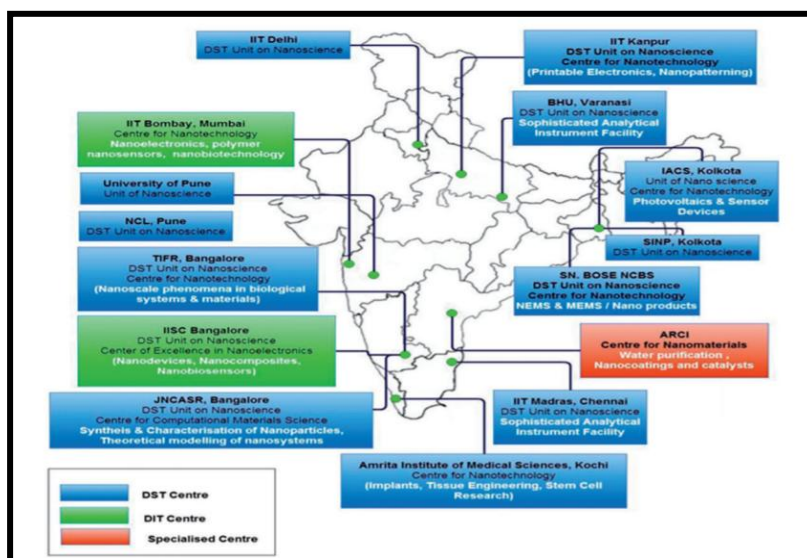 IIT Delhi
DST Unit on Nanoscience
IIT Kanpur
DST Unit on Nanoscience
Centre for Nanotechnology
(Printable Electronics, Nanopatterning)
BHU, Varanasi
DST Unit on Nanoscience
Sophisticated Analytical
Instrument Facility
IIT Bombay, Mumbai
Centre for Nanotechnology
Nanoelectronics, polymer
nanosensors, nanobiotechnology
IACS, Kolkota
Unit of Nano science
Centre for Nanotechnology
Photovoltaics & Sensor
Devices
University of Pune
Unit of Nanoscience
NCL, Pune
DST Unit on Nanoscience
SINP, Kolkota
DST Unit on Nanoscience
TIFR, Bangalore
DST Unit on Nanoscience
Centre for Nanotechnology
(Nanoscale phenomena in biological
systems & materials)
SN. BOSE NCBS
DST Unit on Nanoscience
Centre for Nanotechnology
NEMS & MEMS / Nano products
IISC Bangalore
DST Unit on Nanoscience
Center of Excellence in Nanoelectronics
(Nanodevices, Nanocomposites,
Nanobiosensors)
ARCI
Centre for Nanomaterials
Water purification ,
Nanocoatings and catalysts
JNCASR, Bangalore
DST Unit on Nanoscience
Centre for Computational Materials Science
Syntheis & Characterisation of Nanoparticles,
Theoretical modelling of nanosystems
IIT Madras, Chennai
DST Unit on Nanoscience
Sophisticated Analytical
Instrument Facility
Amrita Institute of Medical Sciences, Kochi
Centre for Nanotechnology
(Implants, Tissue Engineering, Stem Cell
Research)
DST Centre
DIT Centre
Specialised Centre